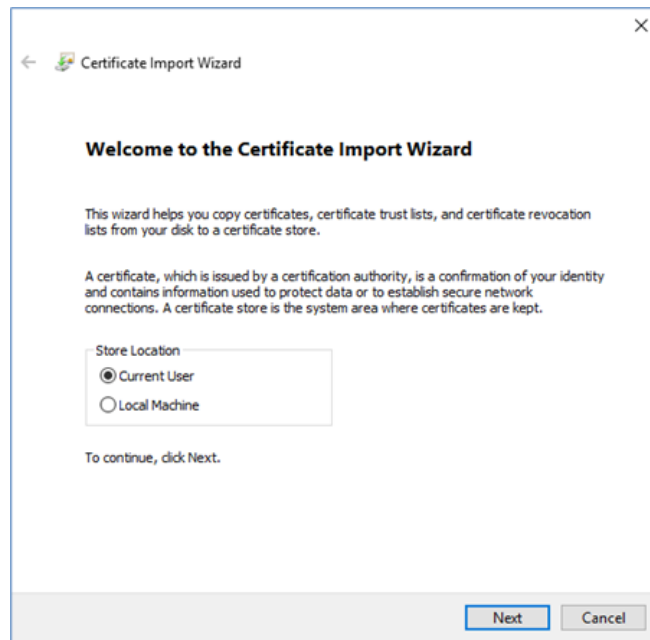 Certificate Import Wizard
Welcome to the Certificate Import Wizard
This wizard helps you copy certificates, certificate trust lists, and certificate revocation
lists from your disk to a certificate store.
A certificate, which is issued by a certification authority, is a confirmation of your identity
and contains information used to protect data or to establish secure network
connections. A certificate store is the system area where certificates are kept.
Store Location
Current User
Local Machine
To continue, click Next.
Next Cancel